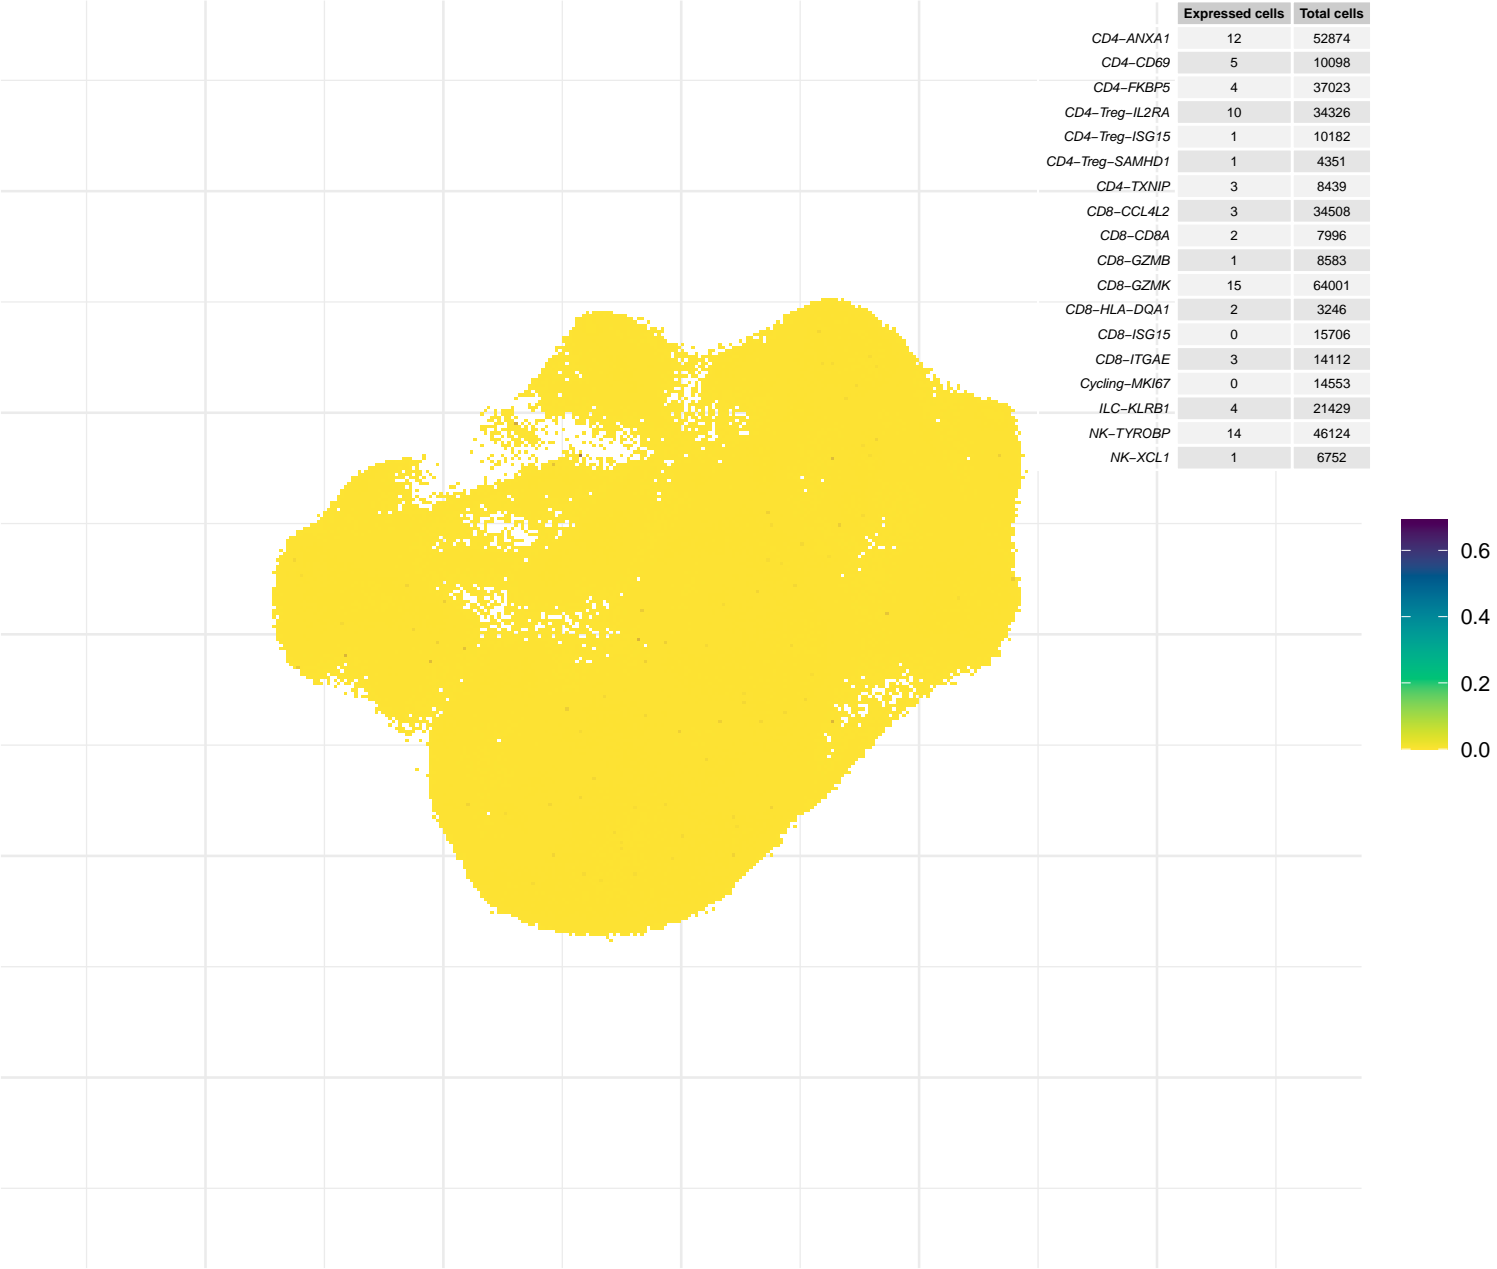 Expressed cells Total cells
CD4−ANXA1 12 52874
CD4−CD69 5 10098
CD4−FKBP5 4 37023
CD4−Treg−IL2RA 10 34326
CD4−Treg−ISG15 1 10182
CD4−Treg−SAMHD1 1 4351
CD4−TXNIP 3 8439
CD8−CCL4L2 3 34508
CD8−CD8A 2 7996
CD8−GZMB 1 8583
CD8−GZMK 15 64001
CD8−HLA−DQA1 2 3246
CD8−ISG15 0 15706
CD8−ITGAE 3 14112
Cycling−MKI67 0 14553
ILC−KLRB1 4 21429
NK−TYROBP 14 46124
NK−XCL1 1 6752
0.6
0.4
0.2
0.0